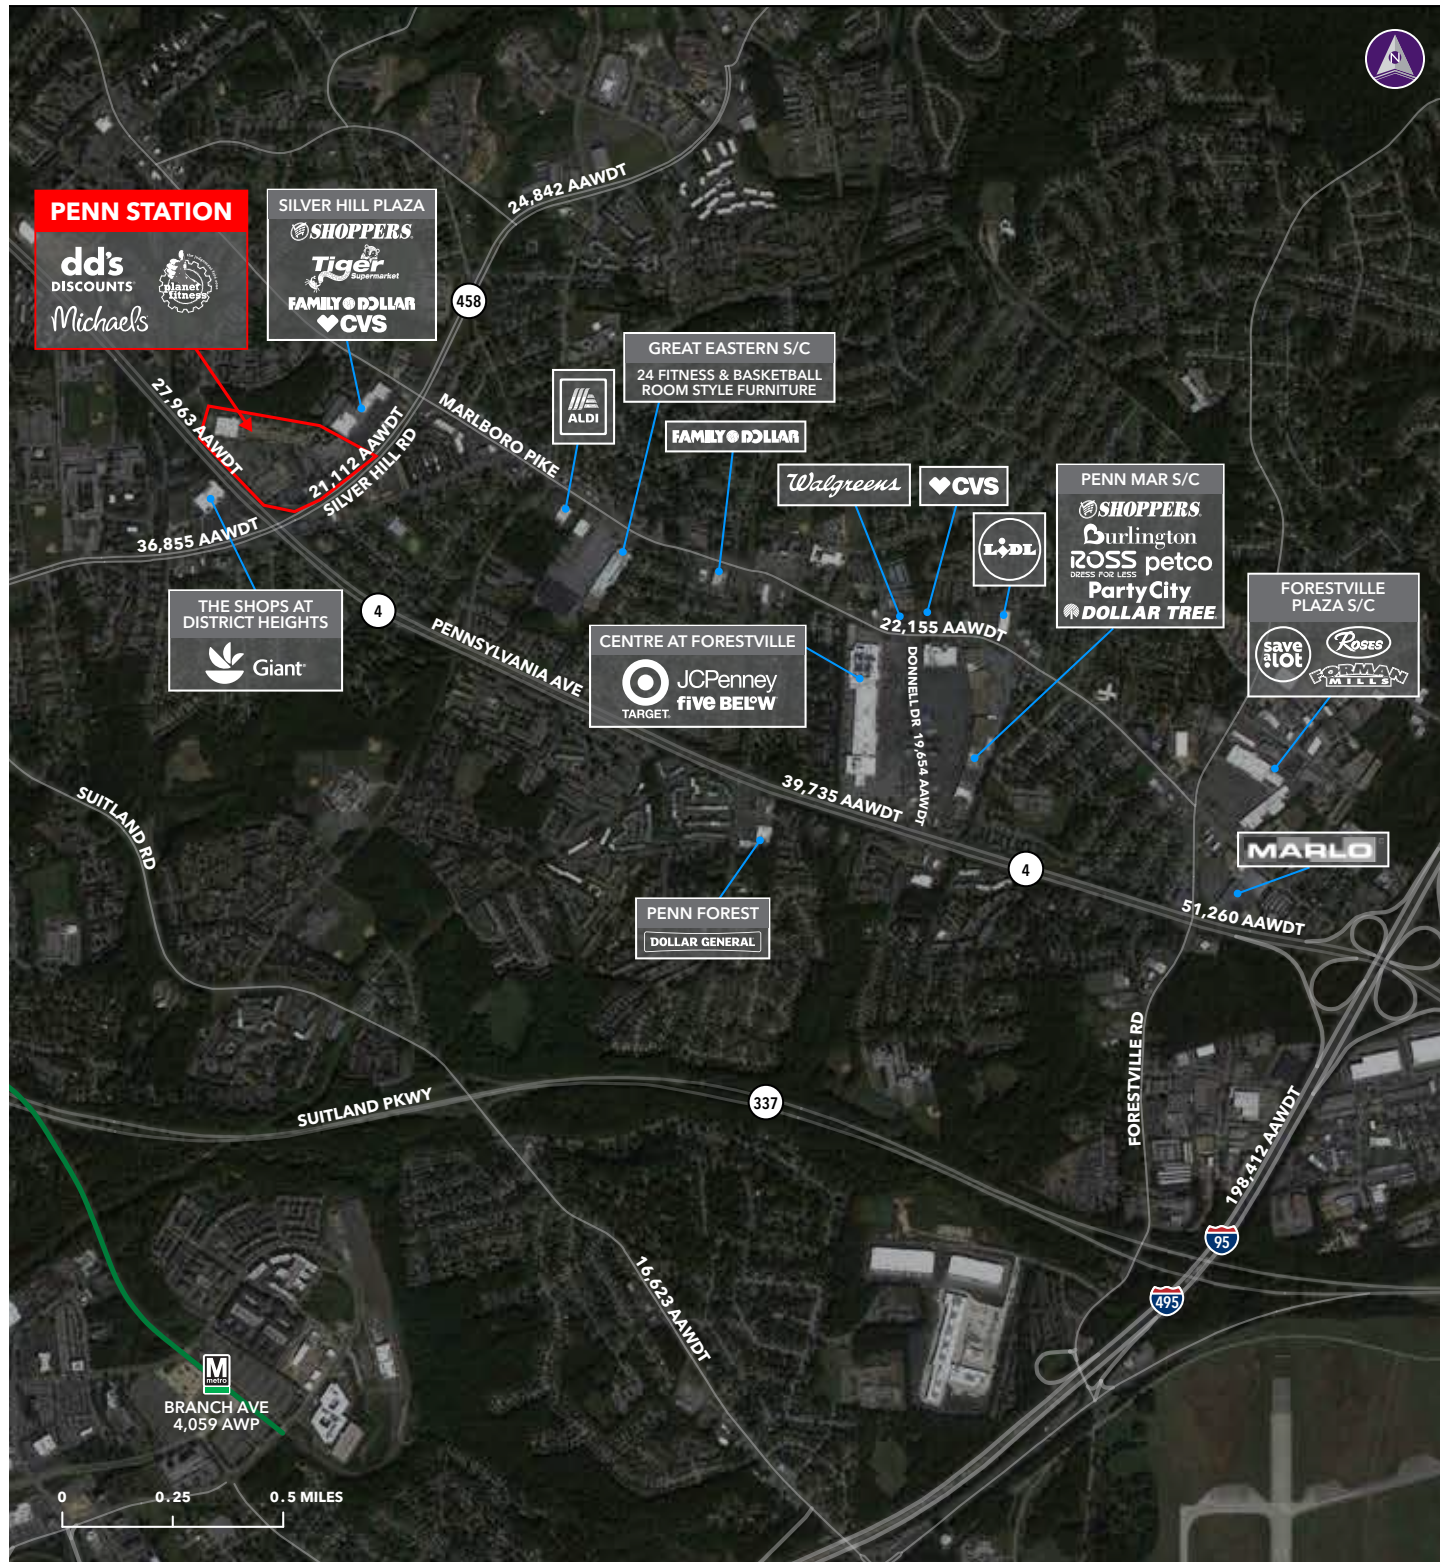 N
24,842 AAWDT
PENN STATION
dd's
DISCOUNTS
planet
fitness
Michaels
SILVER HILL PLAZA
SHOPPERS
Tiger
Supermarket
FAMILY DOLLAR
CVS
458
GREAT EASTERN S/C
24 FITNESS & BASKETBALL
ROOM STYLE FURNITURE
ALDI
27,963 AAWDT
21,112 AAWDT
SILVER HILL RD
MARLBORO PIKE
FAMILY DOLLAR
Walgreens
CVS
PENN MAR S/C
SHOPPERS
Burlington
ROSS
DRESS FOR LESS
petco
PartyCity
DOLLAR TREE
LIDL
36,855 AAWDT
THE SHOPS AT
DISTRICT HEIGHTS
Giant
4
PENNSYLVANIA AVE
CENTRE AT FORESTVILLE
TARGET
JCPenney
five BELOW
22,155 AAWDT
DONNELL DR 19,654 AAWDT
FORESTVILLE
PLAZA S/C
save a lot
ROSES
FORMAN
MILLS
SUITLAND RD
39,735 AAWDT
MARLO
4
51,260 AAWDT
PENN FOREST
DOLLAR GENERAL
FORESTVILLE RD
SUITLAND PKWY
337
198,412 AAWDT
95
495
16,623 AAWDT
M
metro
BRANCH AVE
4,059 AWP
0 0.25 0.5 MILES